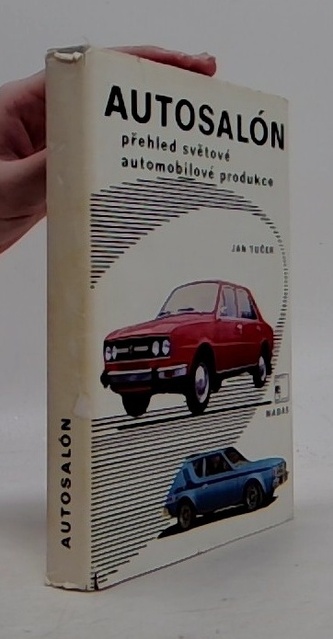 AUTOSALÓN
přehled světové
automobilové produkce
JAN TUČEK
NADAS
AUTOSALÓN